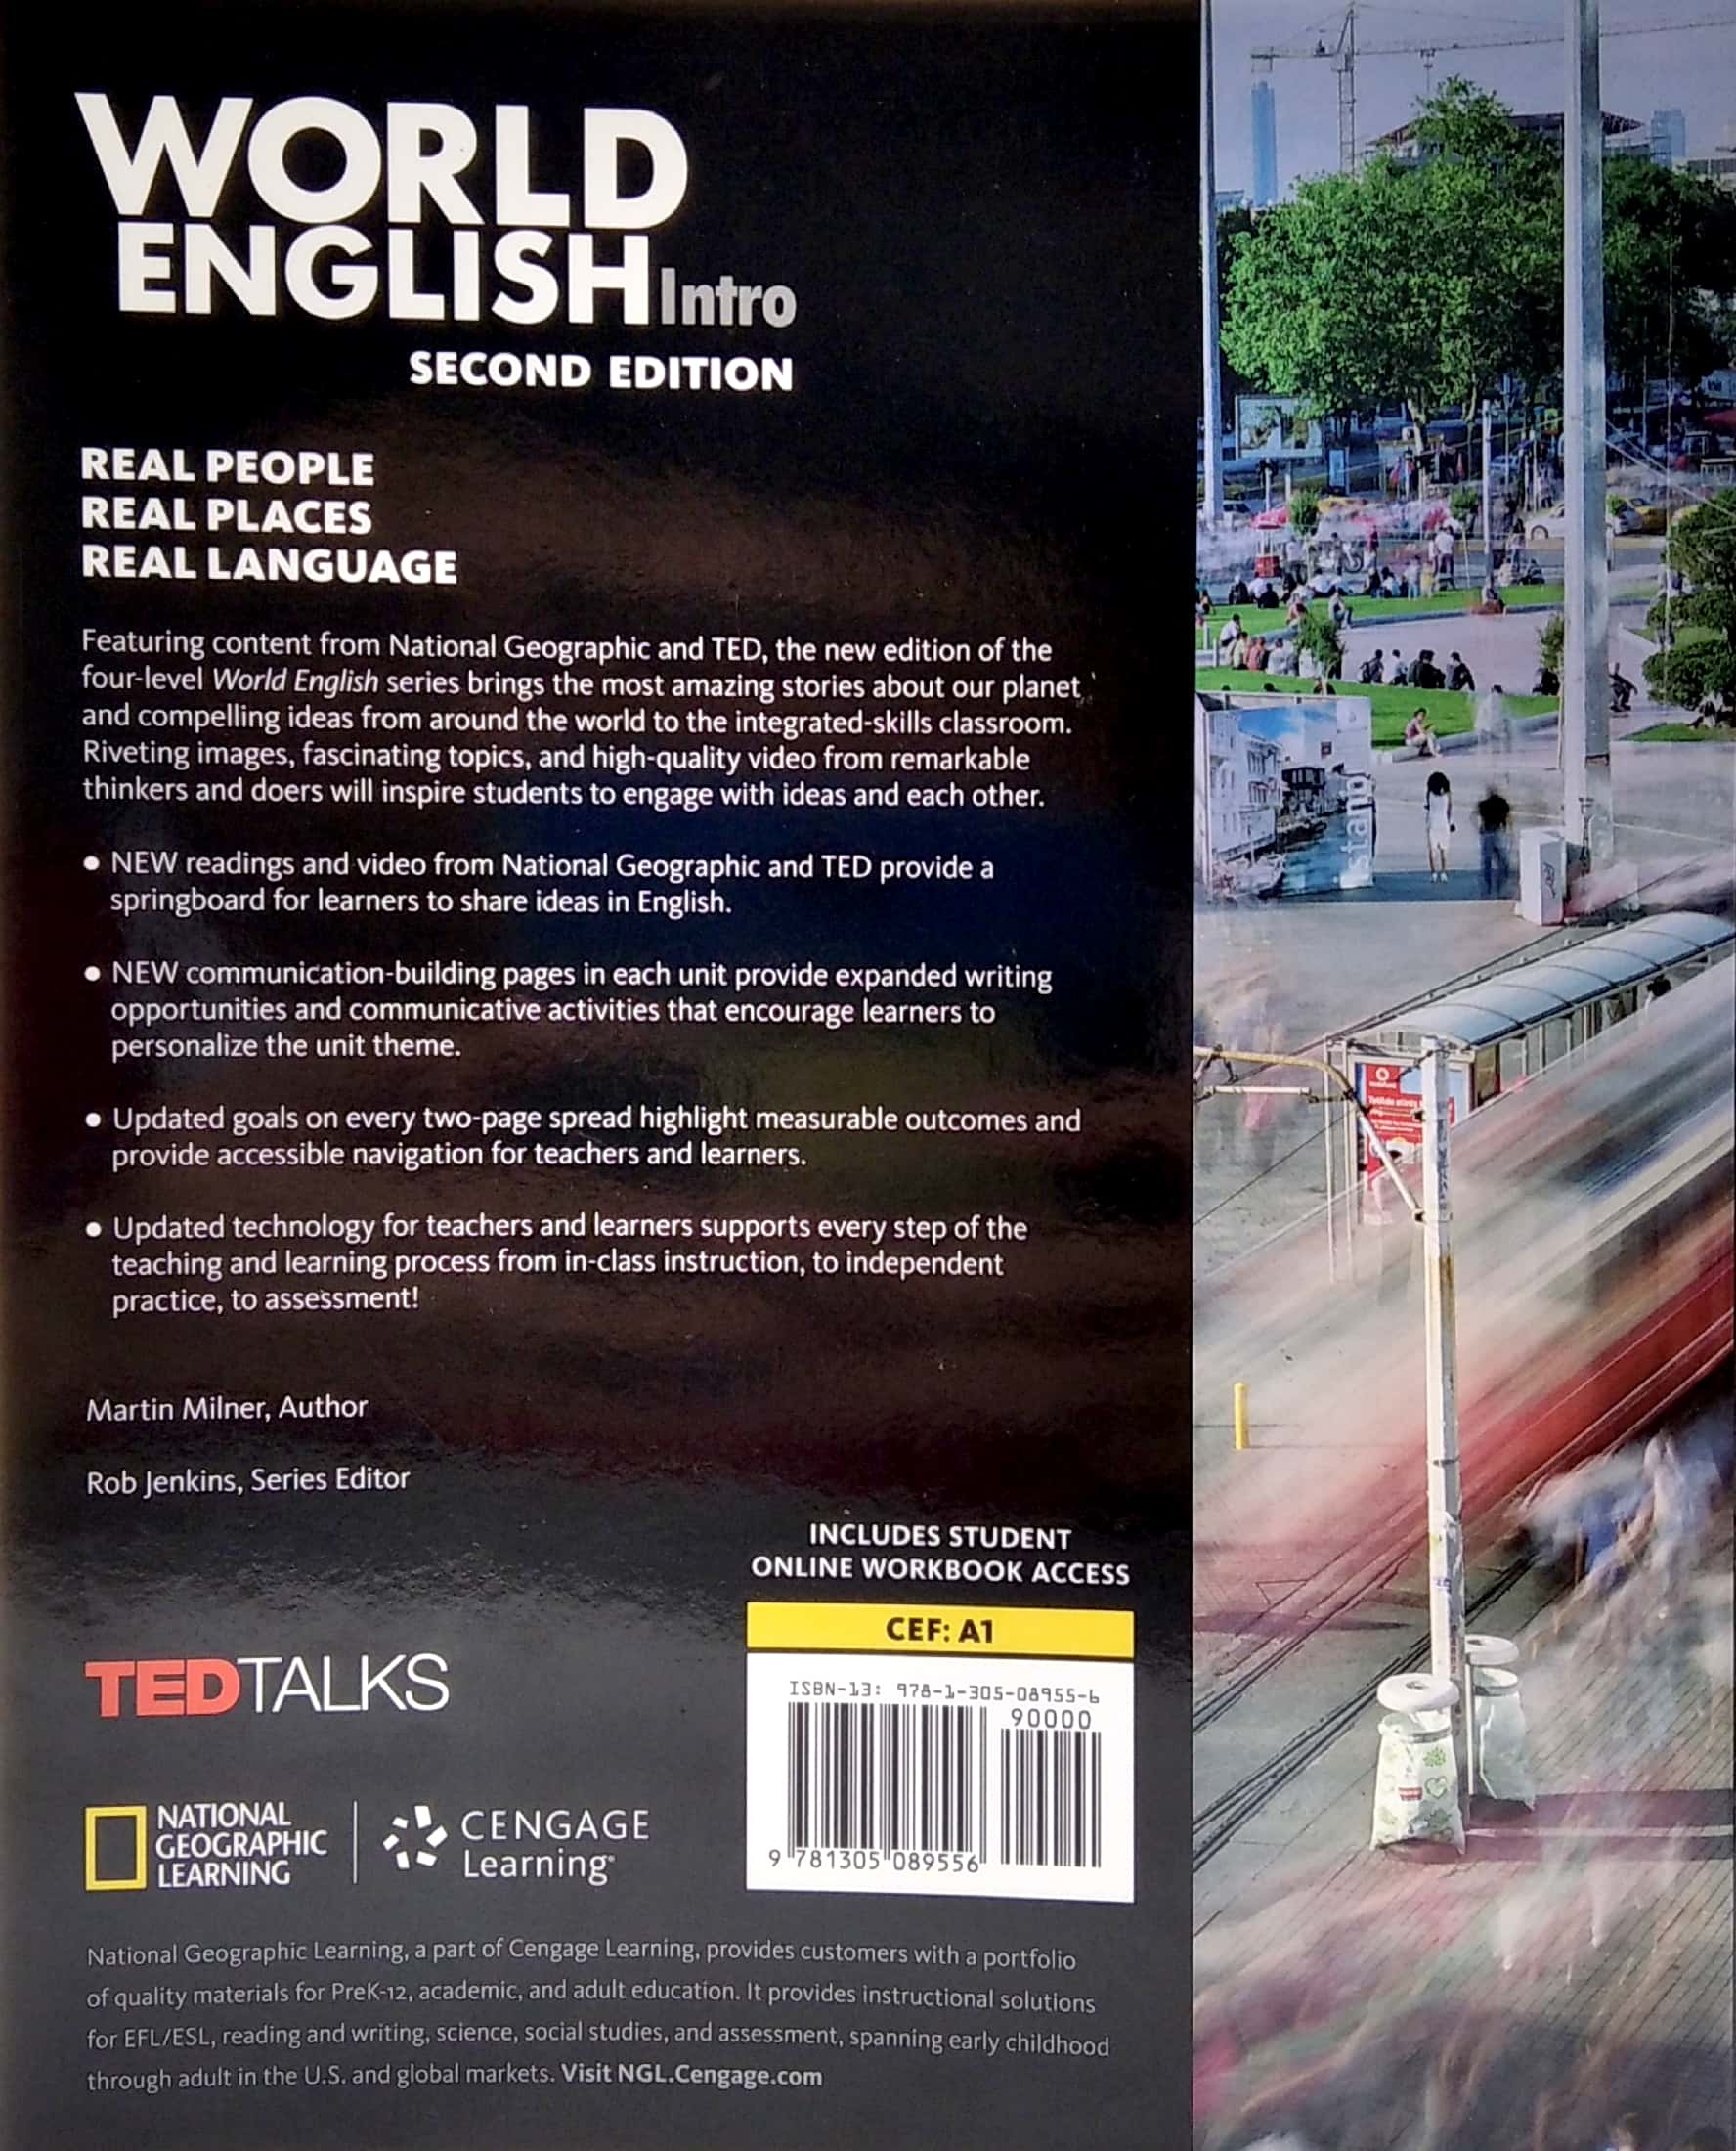 WORLD
ENGLISH Intro
SECOND EDITION
REAL PEOPLE
REAL PLACES
REAL LANGUAGE
Featuring content from National Geographic and TED, the new edition of the
four-level World English series brings the most amazing stories about our planet
and compelling ideas from around the world to the integrated-skills classroom.
Riveting images, fascinating topics, and high-quality video from remarkable
thinkers and doers will inspire students to engage with ideas and each other.
• NEW readings and video from National Geographic and TED provide a
springboard for learners to share ideas in English.
• NEW communication-building pages in each unit provide expanded writing
opportunities and communicative activities that encourage learners to
personalize the unit theme.
• Updated goals on every two-page spread highlight measurable outcomes and
provide accessible navigation for teachers and learners.
• Updated technology for teachers and learners supports every step of the
teaching and learning process from in-class instruction, to independent
practice, to assessment!
Martin Milner, Author
Rob Jenkins, Series Editor
INCLUDES STUDENT
ONLINE WORKBOOK ACCESS
CEF: A1
ISBN-13: 978-1-305-08955-6
90000
9 781305 089556
TEDTALKS
NATIONAL
GEOGRAPHIC
LEARNING
CENGAGE
Learning®
National Geographic Learning, a part of Cengage Learning, provides customers with a portfolio
of quality materials for PreK-12, academic, and adult education. It provides instructional solutions
for EFL/ESL, reading and writing, science, social studies, and assessment, spanning early childhood
through adult in the U.S. and global markets. Visit NGL.Cengage.com